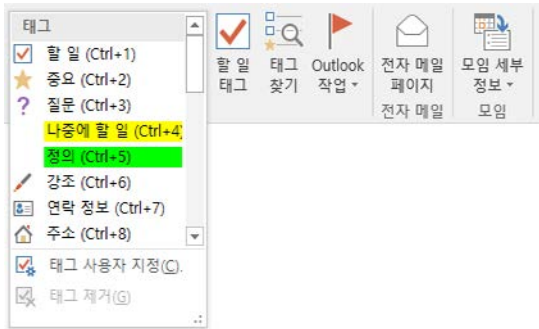 태그
할 일 (Ctrl+1)
중요 (Ctrl+2)
질문 (Ctrl+3)
나중에 할 일 (Ctrl+4)
정의 (Ctrl+5)
강조 (Ctrl+6)
연락 정보 (Ctrl+7)
주소 (Ctrl+8)
태그 사용자 지정(C).
태그 제거(G)
할 일
태그
태그
찾기
Outlook
작업
전자 메일
페이지
전자 메일
모임 세부
정보
모임